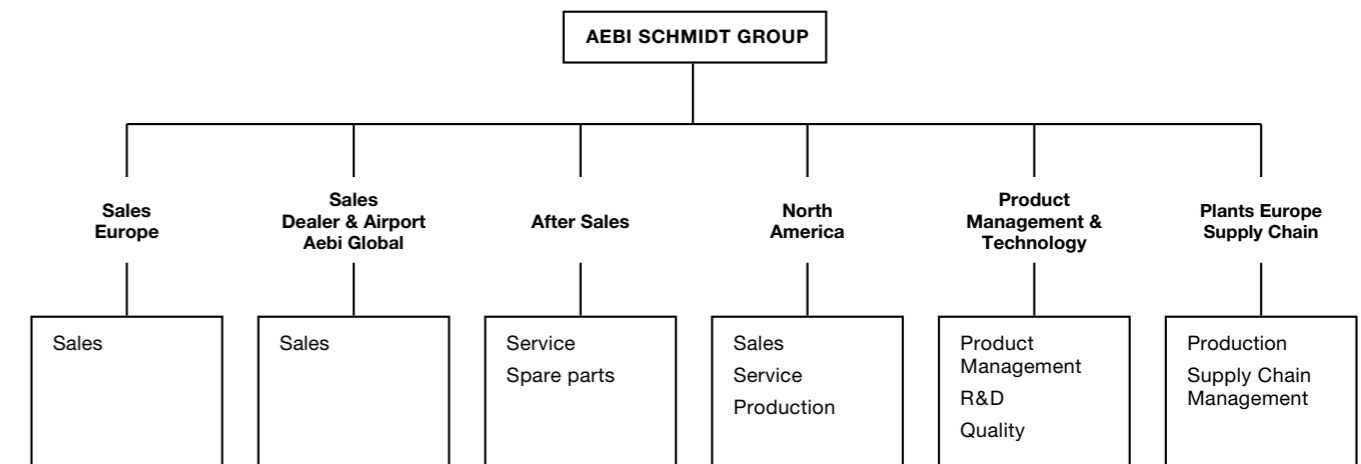 AEBI SCHMIDT GROUP
Sales
Europe
Sales
Dealer & Airport
Aebi Global
After Sales
North
America
Product
Management &
Technology
Plants Europe
Supply Chain
Sales
Sales
Service
Spare parts
Sales
Service
Production
Product
Management
R&D
Quality
Production
Supply Chain
Management